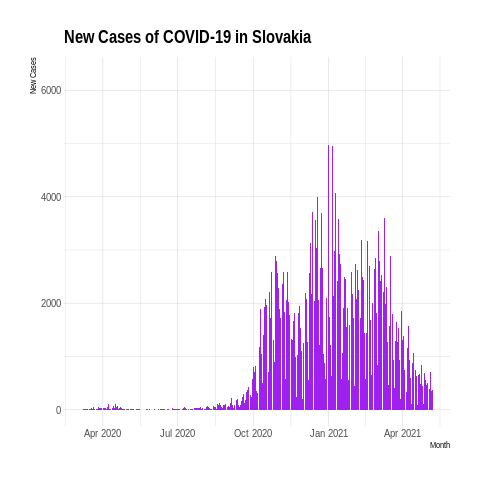 New Cases of COVID-19 in Slovakia
New Cases
6000
4000
2000
0
Apr 2020
Jul 2020
Oct 2020
Jan 2021
Apr 2021
Month